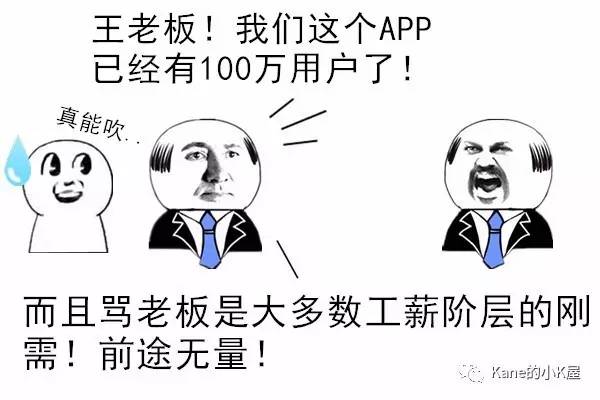 王老板！我们这个APP
已经有100万用户了！
真能吹..
而且骂老板是大多数工薪阶层的刚
需！前途无量！
Kane的小K屋